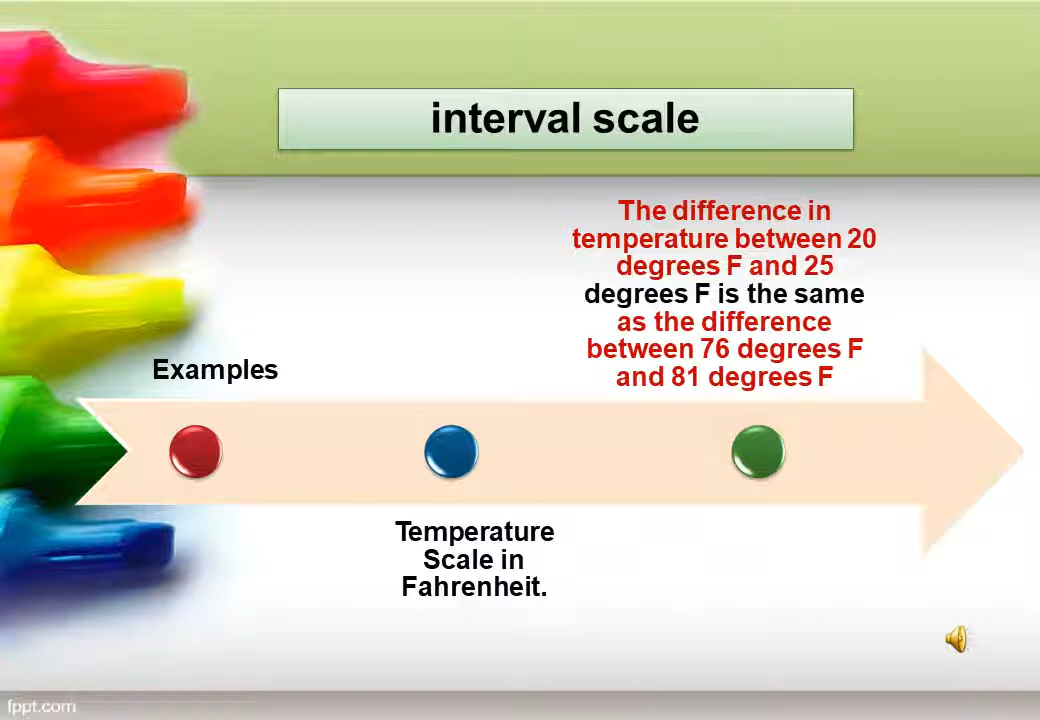 interval scale
The difference in
temperature between 20
degrees F and 25
degrees F is the same
as the difference
between 76 degrees F
and 81 degrees F
Examples
Temperature
Scale in
Fahrenheit.
fppt.com